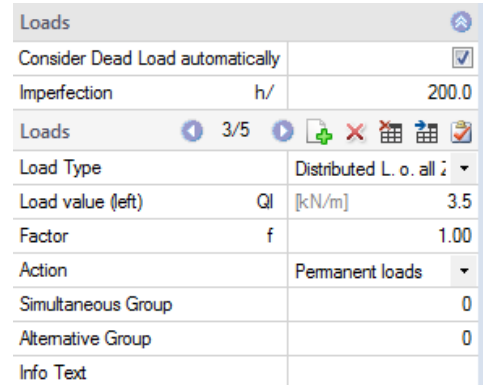 Loads
Consider Dead Load automatically
Imperfection h/ 200.0
Loads 3/5
Load Type Distributed L. o. all
Load value (left) Ql [kN/m] 3.5
Factor f 1.00
Action Permanent loads
Simultaneous Group 0
Alternative Group 0
Info Text